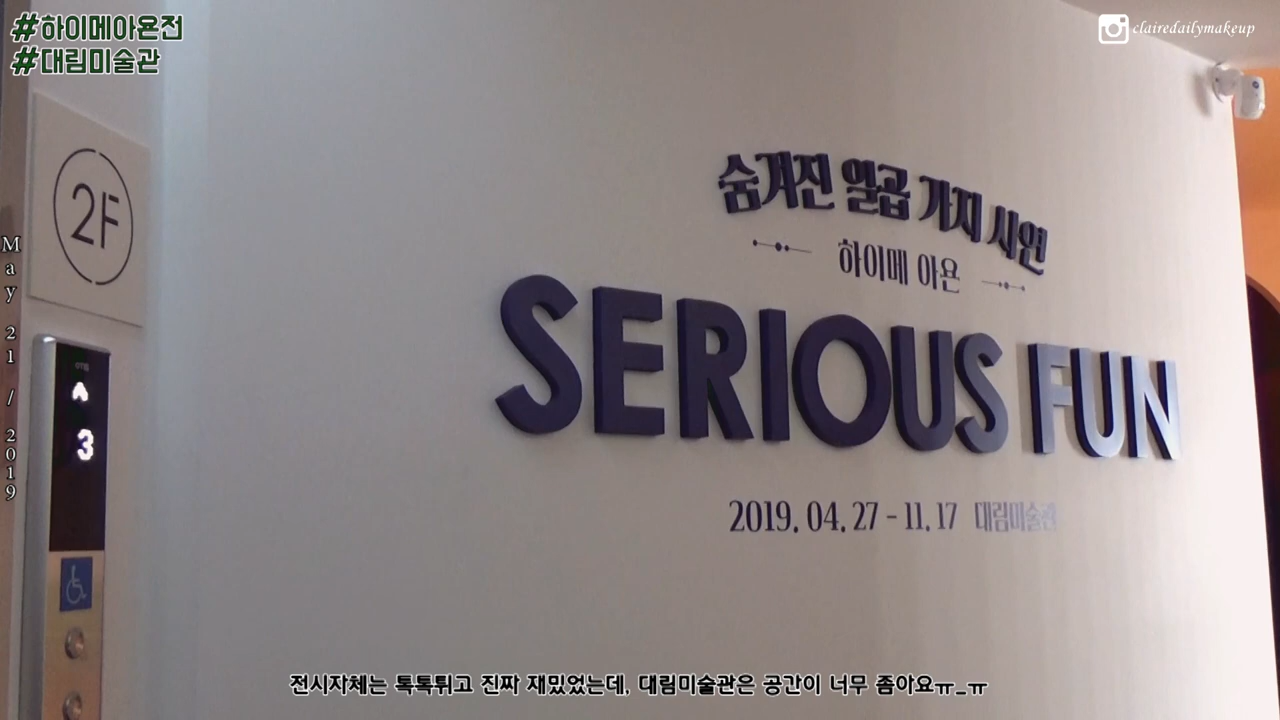 #하이메아욘전
#대림미술관
clairedailymakeup
2F
May 21 / 2019
OTIS
3
숨겨진 일곱 가지 사연
하이메 아욘
SERIOUS FUN
2019. 04. 27 - 11. 17 대림미술관
전시자체는 톡톡튀고 진짜 재밌었는데, 대림미술관은 공간이 너무 좁아요ㅠ_ㅠ